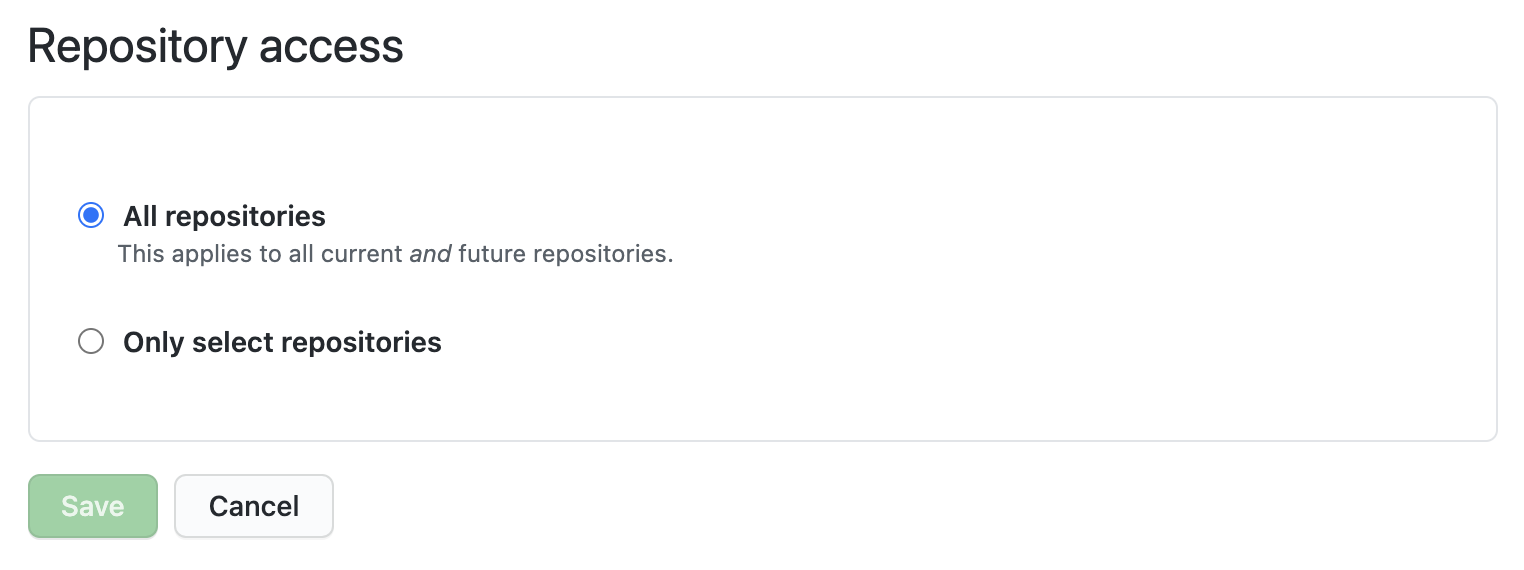 Repository access
All repositories
This applies to all current and future repositories.
Only select repositories
Save
Cancel